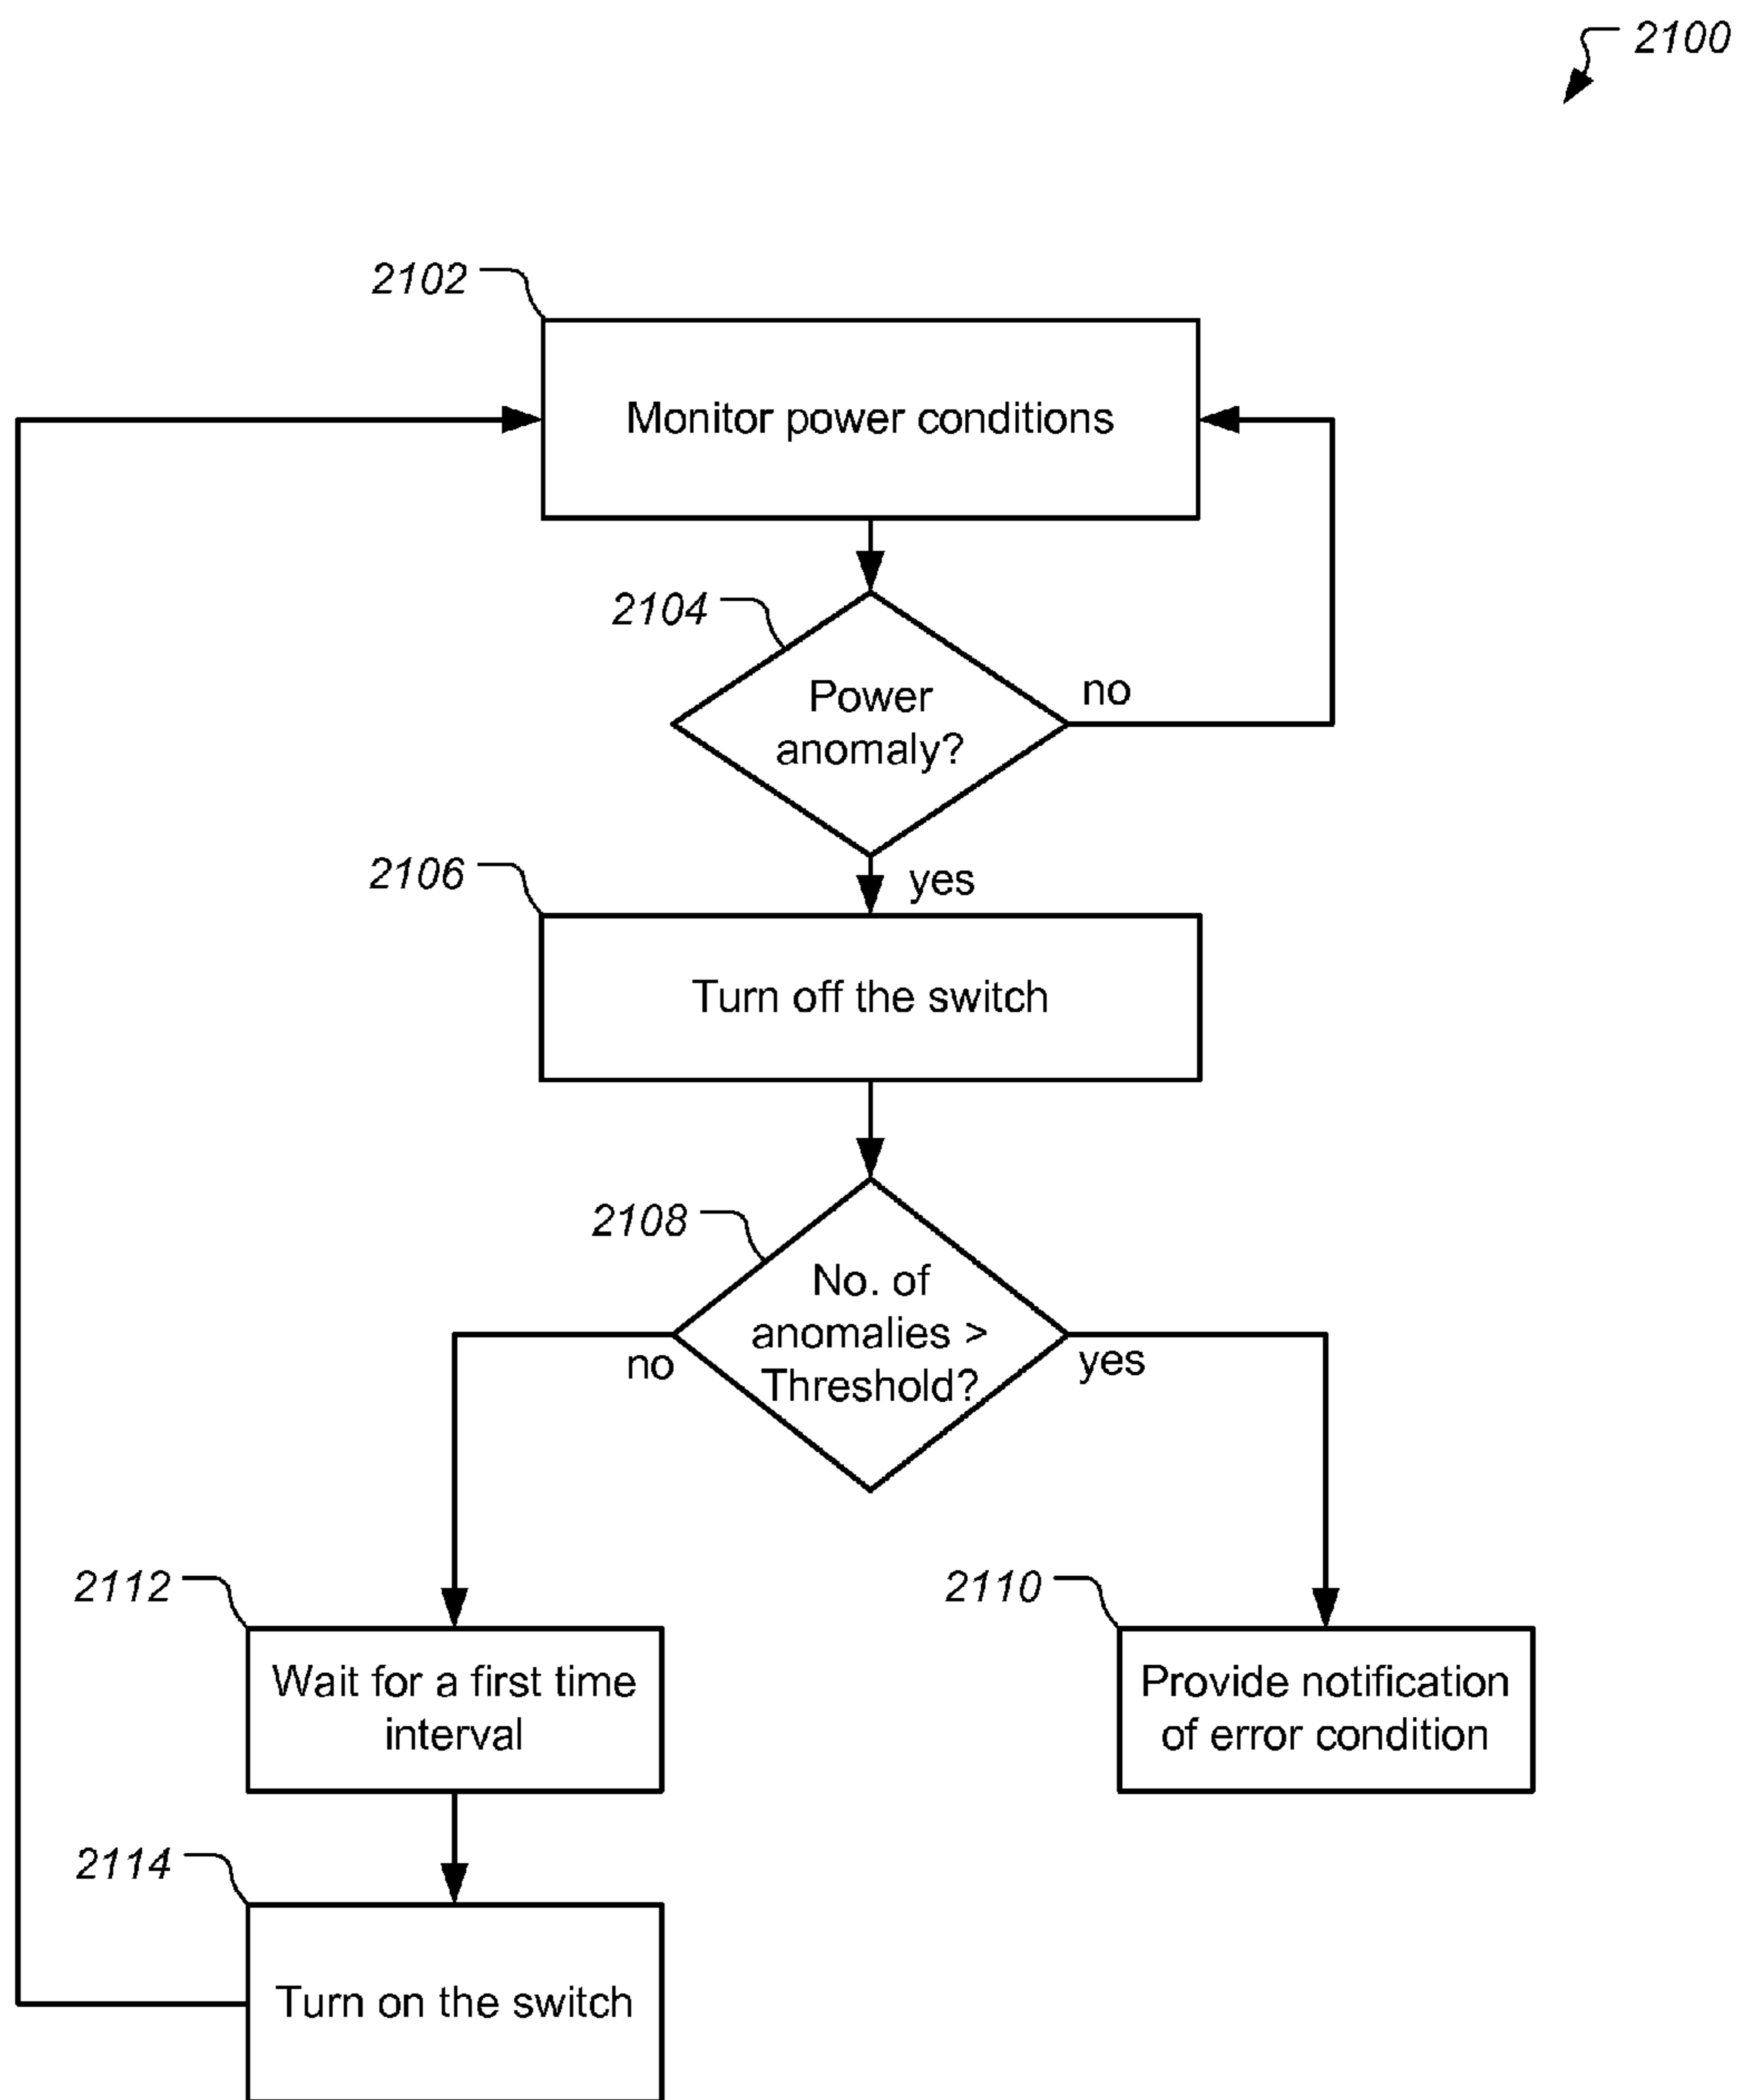 2100
2102
Monitor power conditions
2104
Power
anomaly?
no
2106
yes
Turn off the switch
2108
No. of
anomalies >
Threshold?
no
yes
2112
2110
Wait for a first time
interval
Provide notification
of error condition
2114
Turn on the switch